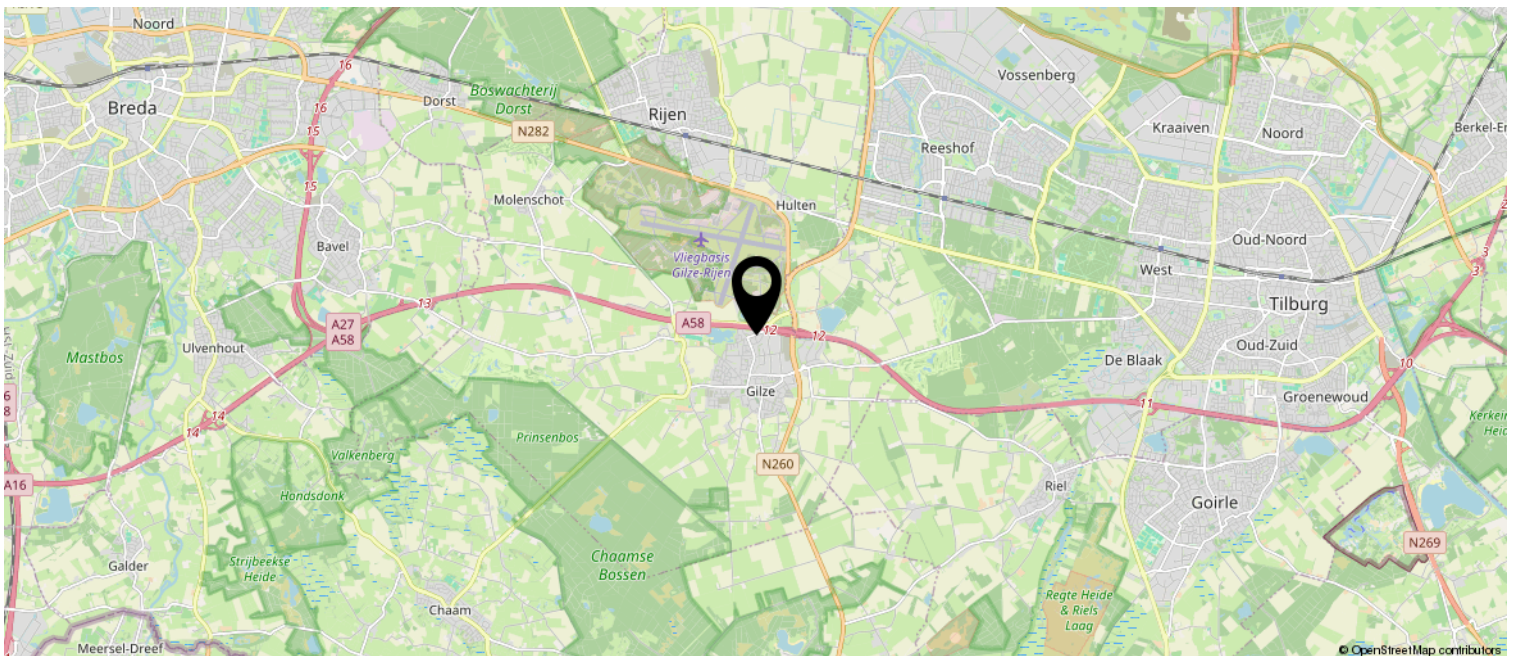 Noord
16
Vossenberg
Breda
Dorst
Boswachterij
Dorst
Rijen
16
15
N282
Kraaiven
Noord
Reeshof
15
Molenschot
Hulten
Bavel
Oud-Noord
Vliegbasis
Gilze-Rijen
West
3
3
13
A58
12
12
A27
A58
Tilburg
Ulvenhout
Mastbos
De Blaak
Oud-Zuid
10
Gilze
Groenewoud
11
14
14
Prinsenbos
Valkenberg
N260
A16
Hondsdonk
Riel
Goirle
Galder
Strijbeekse
Heide
Chaamse
Bossen
N269
Chaam
Regte Heide
& Riels
Laag
Meersel-Dreef
© OpenStreetMap contributors